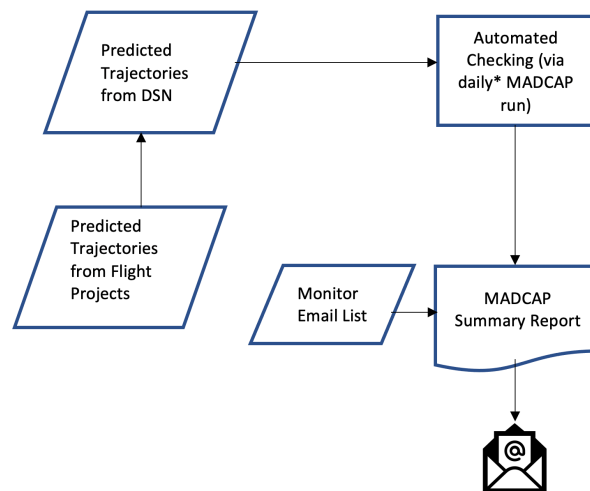 Predicted
Trajectories
from DSN
Automated
Checking (via
daily* MADCAP
run)
Predicted
Trajectories
from Flight
Projects
Monitor
Email List
MADCAP
Summary Report
@